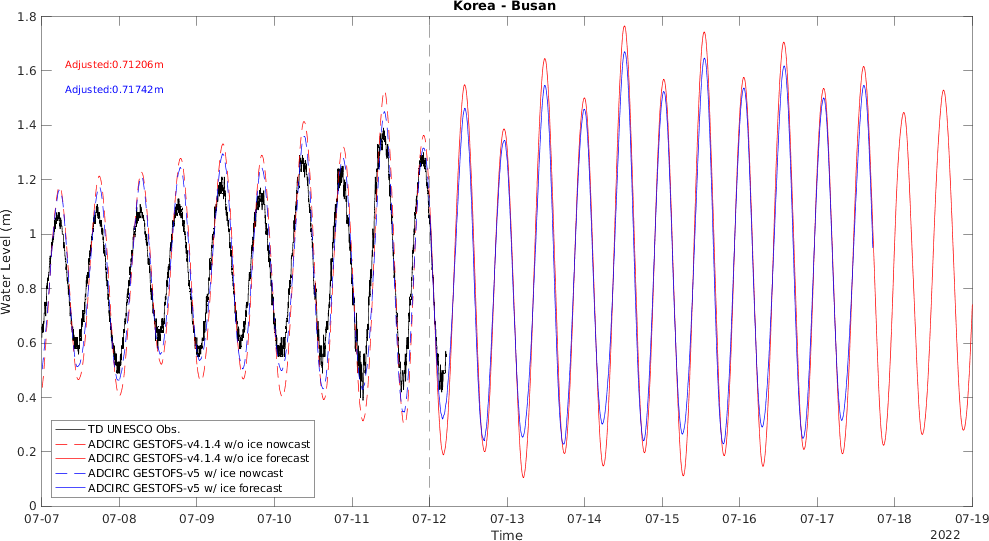 Korea - Busan
1.8
1.6
1.4
1.2
1
0.8
0.6
0.4
0.2
0
Water Level (m)
Adjusted:0.71206m
Adjusted:0.71742m
TD UNESCO Obs.
ADCIRC GESTOFS-v4.1.4 w/o ice nowcast
ADCIRC GESTOFS-v4.1.4 w/o ice forecast
ADCIRC GESTOFS-v5 w/ ice nowcast
ADCIRC GESTOFS-v5 w/ ice forecast
07-07 07-08 07-09 07-10 07-11 07-12 07-13 07-14 07-15 07-16 07-17 07-18 07-19
Time
2022